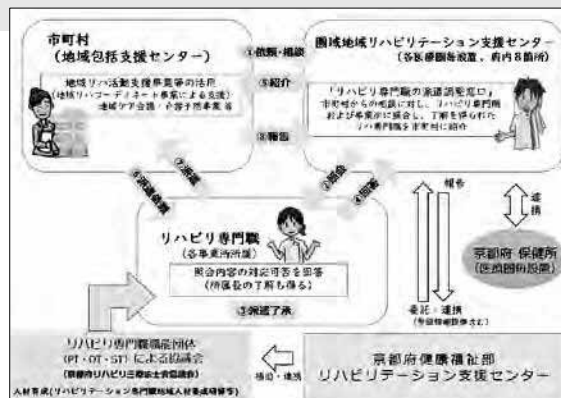 市町村
(地域包括支援センター)
地域リハ活動支援事業等の活用
(地域リハコーディネート事業による支援)
地域ケア会議・介護予防事業 等
①依頼・相談
⑤紹介
⑧報告
圏域地域リハビリテーション支援センター
(各医療圏毎設置、府内8箇所)
「リハビリ専門職の派遣調整窓口」
市町村からの相談に対し、リハビリ専門職
および事業所に照会し、了解を得られた
リハ専門職を市町村に紹介
⑥派遣依頼
⑦派遣
②照会
④回答
リハビリ専門職
(各事業所所属)
照会内容の対応可否を回答
(所属長の了解も得る)
③派遣了承
報告
委託・連携
連携
京都府 保健所
(医療圏毎設置)
リハビリ専門職職能団体
(PT・OT・ST)による協議会
(京都府リハビリ三療法士会協議会)
人材育成(リハビリテーション専門職地域人材養成研修等)
補助・連携
京都府健康福祉部
リハビリテーション支援センター